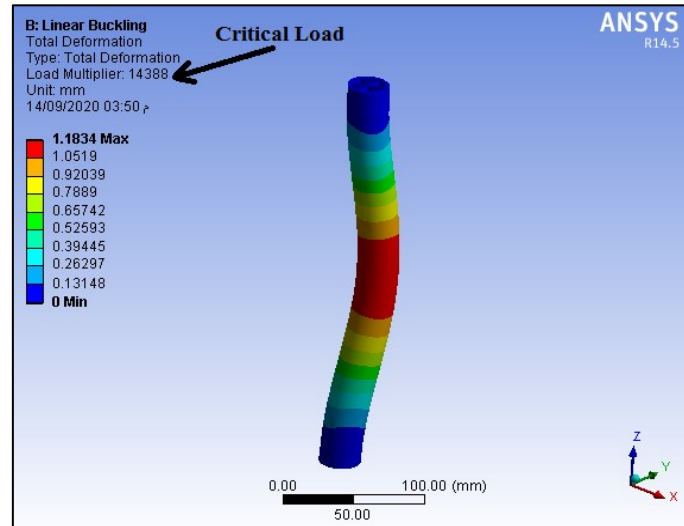 B: Linear Buckling
Total Deformation
Type: Total Deformation
Load Multiplier: 14388
Unit: mm
14/09/2020 03:50 م
Critical Load
ANSYS
R14.5
1.1834 Max
1.0519
0.92039
0.7889
0.65742
0.52593
0.39445
0.26297
0.13148
0 Min
0.00
100.00 (mm)
50.00
Z
Y
X